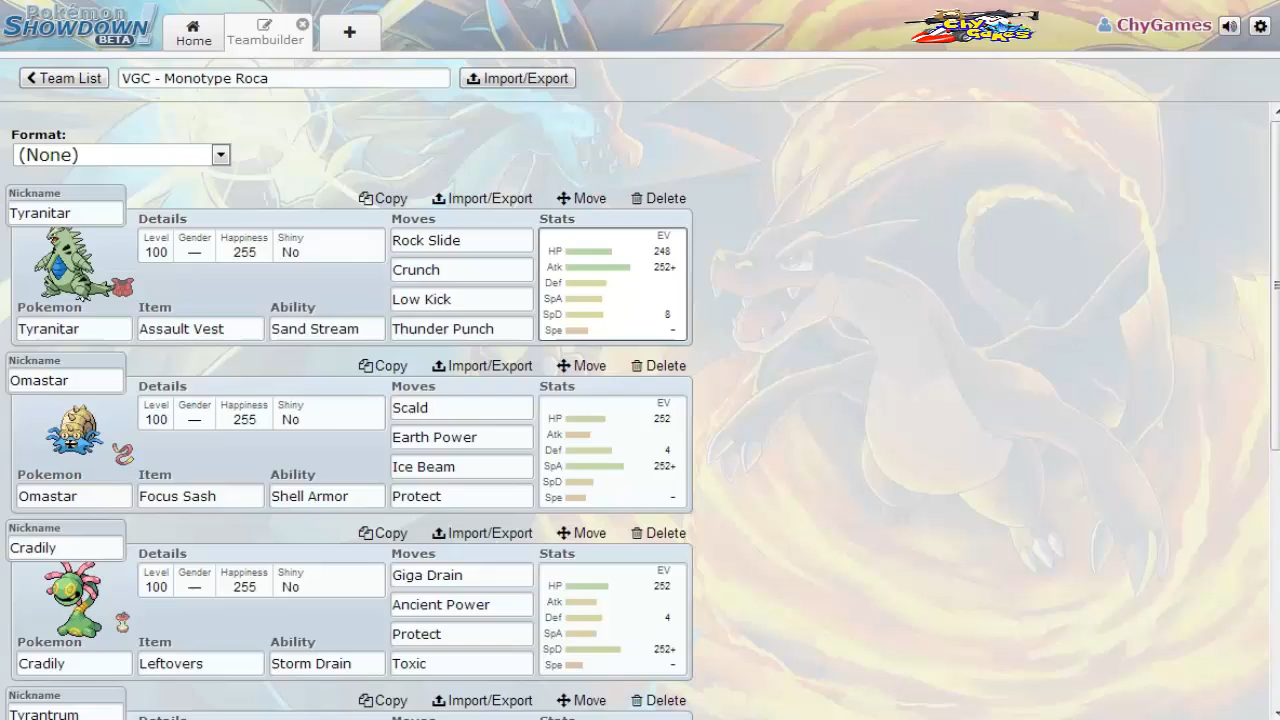 Pokémon
SHOWDOWN!
BETA
Home
Teambuilder
+
Chy
Games
ChyGames
Team List
VGC - Monotype Roca
Import/Export
Format:
(None)
Nickname
Tyranitar
Copy Import/Export Move Delete
Details Moves Stats
Level Gender Happiness Shiny
100 — 255 No
Rock Slide
Crunch
Low Kick
Thunder Punch
EV
HP 248
Atk 252+
Def
SpA
SpD 8
Spe -
Pokemon Item Ability
Tyranitar Assault Vest Sand Stream
Nickname
Omastar
Copy Import/Export Move Delete
Details Moves Stats
Level Gender Happiness Shiny
100 — 255 No
Scald
Earth Power
Ice Beam
Protect
EV
HP 252
Atk
Def 4
SpA 252+
SpD
Spe -
Pokemon Item Ability
Omastar Focus Sash Shell Armor
Nickname
Cradily
Copy Import/Export Move Delete
Details Moves Stats
Level Gender Happiness Shiny
100 — 255 No
Giga Drain
Ancient Power
Protect
Toxic
EV
HP 252
Atk
Def 4
SpA
SpD 252+
Spe -
Pokemon Item Ability
Cradily Leftovers Storm Drain
Nickname
Tyrantrum
Copy Import/Export Move Delete
Details Moves Stats